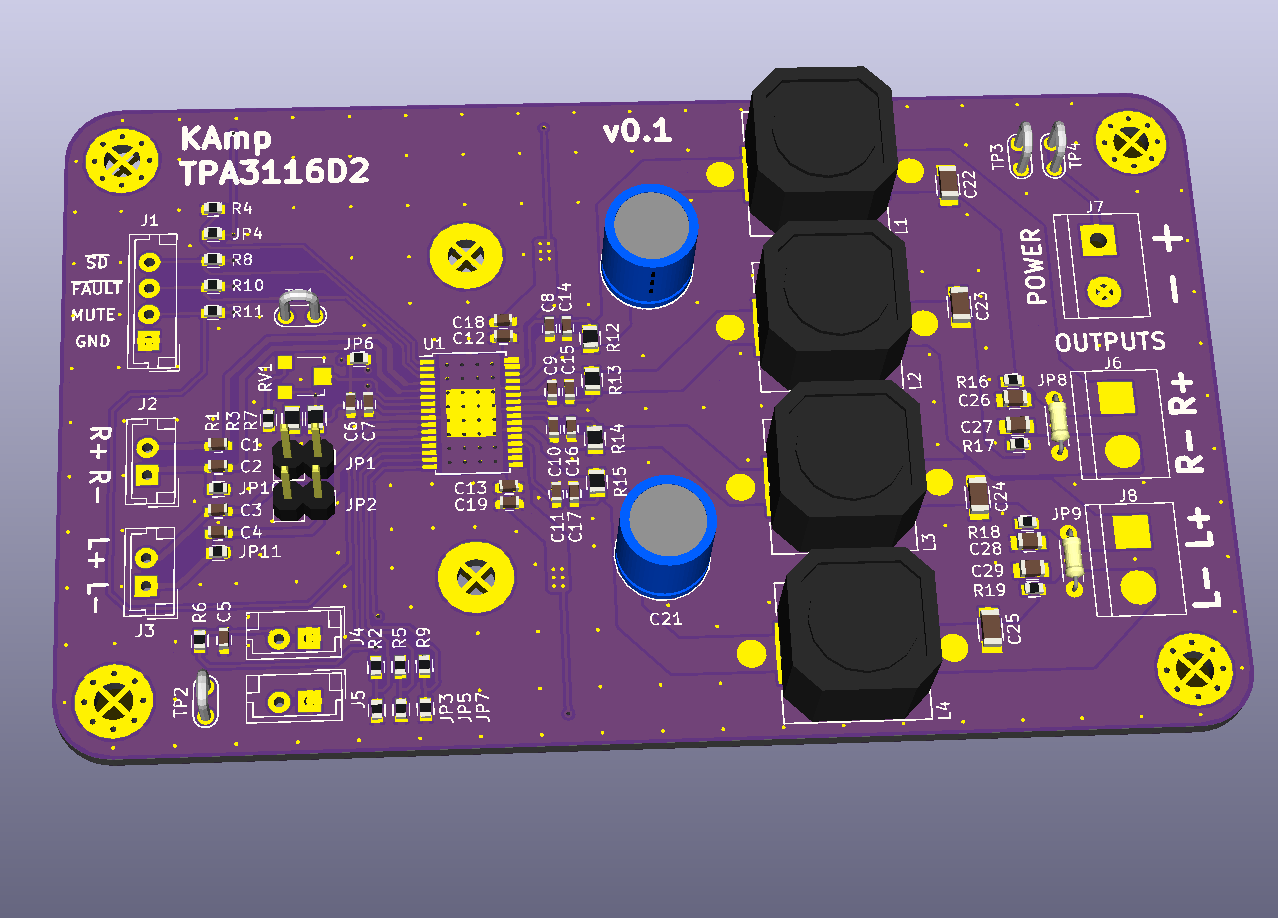 KAmp
TPA3116D2
v0.1
J1
SD
FAULT
MUTE
GND
R4
JP4
R8
R10
R11
J2
R+
R-
R1
R3
R7
RV1
JP6
C6
C7
C1
C2
JP1
C3
C4
JP11
JP1
JP2
J3
L+
L-
R6
C5
TP2
J4
J5
R2
R5
R9
JP3
JP5
JP7
U1
C18
C12
C13
C19
C8
C14
C9
C15
C10
C16
C11
C17
R12
R13
R14
R15
C21
L1
L2
L3
L4
C22
C23
C24
C25
TP3
TP4
J7
POWER
+
-
OUTPUTS
J6
R+
R-
R16
C26
C27
R17
JP8
J8
L+
L-
R18
C28
C29
R19
JP9